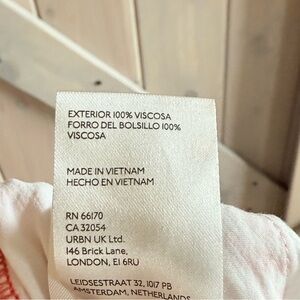 EXTERIOR 100% VISCOSA
FORRO DEL BOLSILLO 100%
VISCOSA
MADE IN VIETNAM
HECHO EN VIETNAM
RN 66170
CA 32054
URBN UK Ltd.
146 Brick Lane,
LONDON, E1 6RU
LEIDSESTRAAT 32, 1017 PB
AMSTERDAM, NETHERLANDS